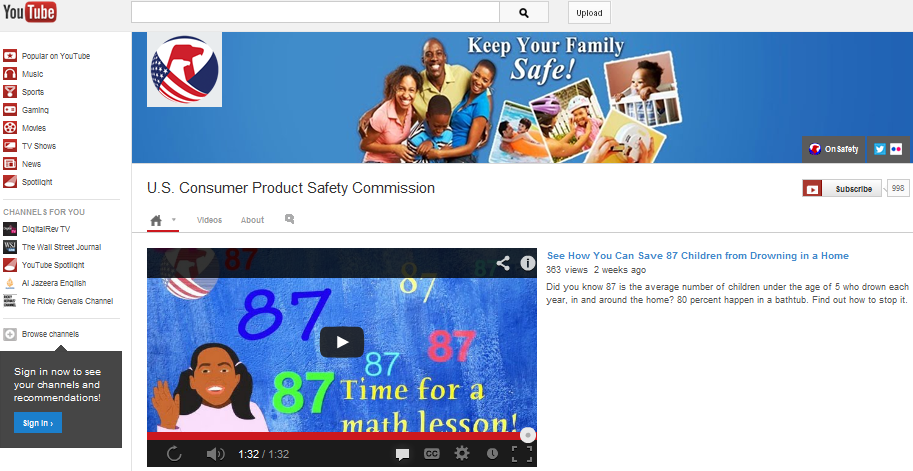 YouTube
Upload
Popular on YouTube
Music
Sports
Gaming
Movies
TV Shows
News
Spotlight
CHANNELS FOR YOU
DigitalRev TV
WSJ
The Wall Street Journal
YouTube Spotlight
Al Jazeera English
The Ricky Gervais Channel
Browse channels
Sign in now to see
your channels and
recommendations!
Sign in ›
Keep Your Family
Safe!
On Safety
U.S. Consumer Product Safety Commission
Subscribe
998
Videos
About
87
87
87
87
87
87
87
Time for a
math lesson!
1:32 / 1:32
CC
See How You Can Save 87 Children from Drowning in a Home
363 views 2 weeks ago
Did you know 87 is the average number of children under the age of 5 who drown each
year, in and around the home? 80 percent happen in a bathtub. Find out how to stop it.